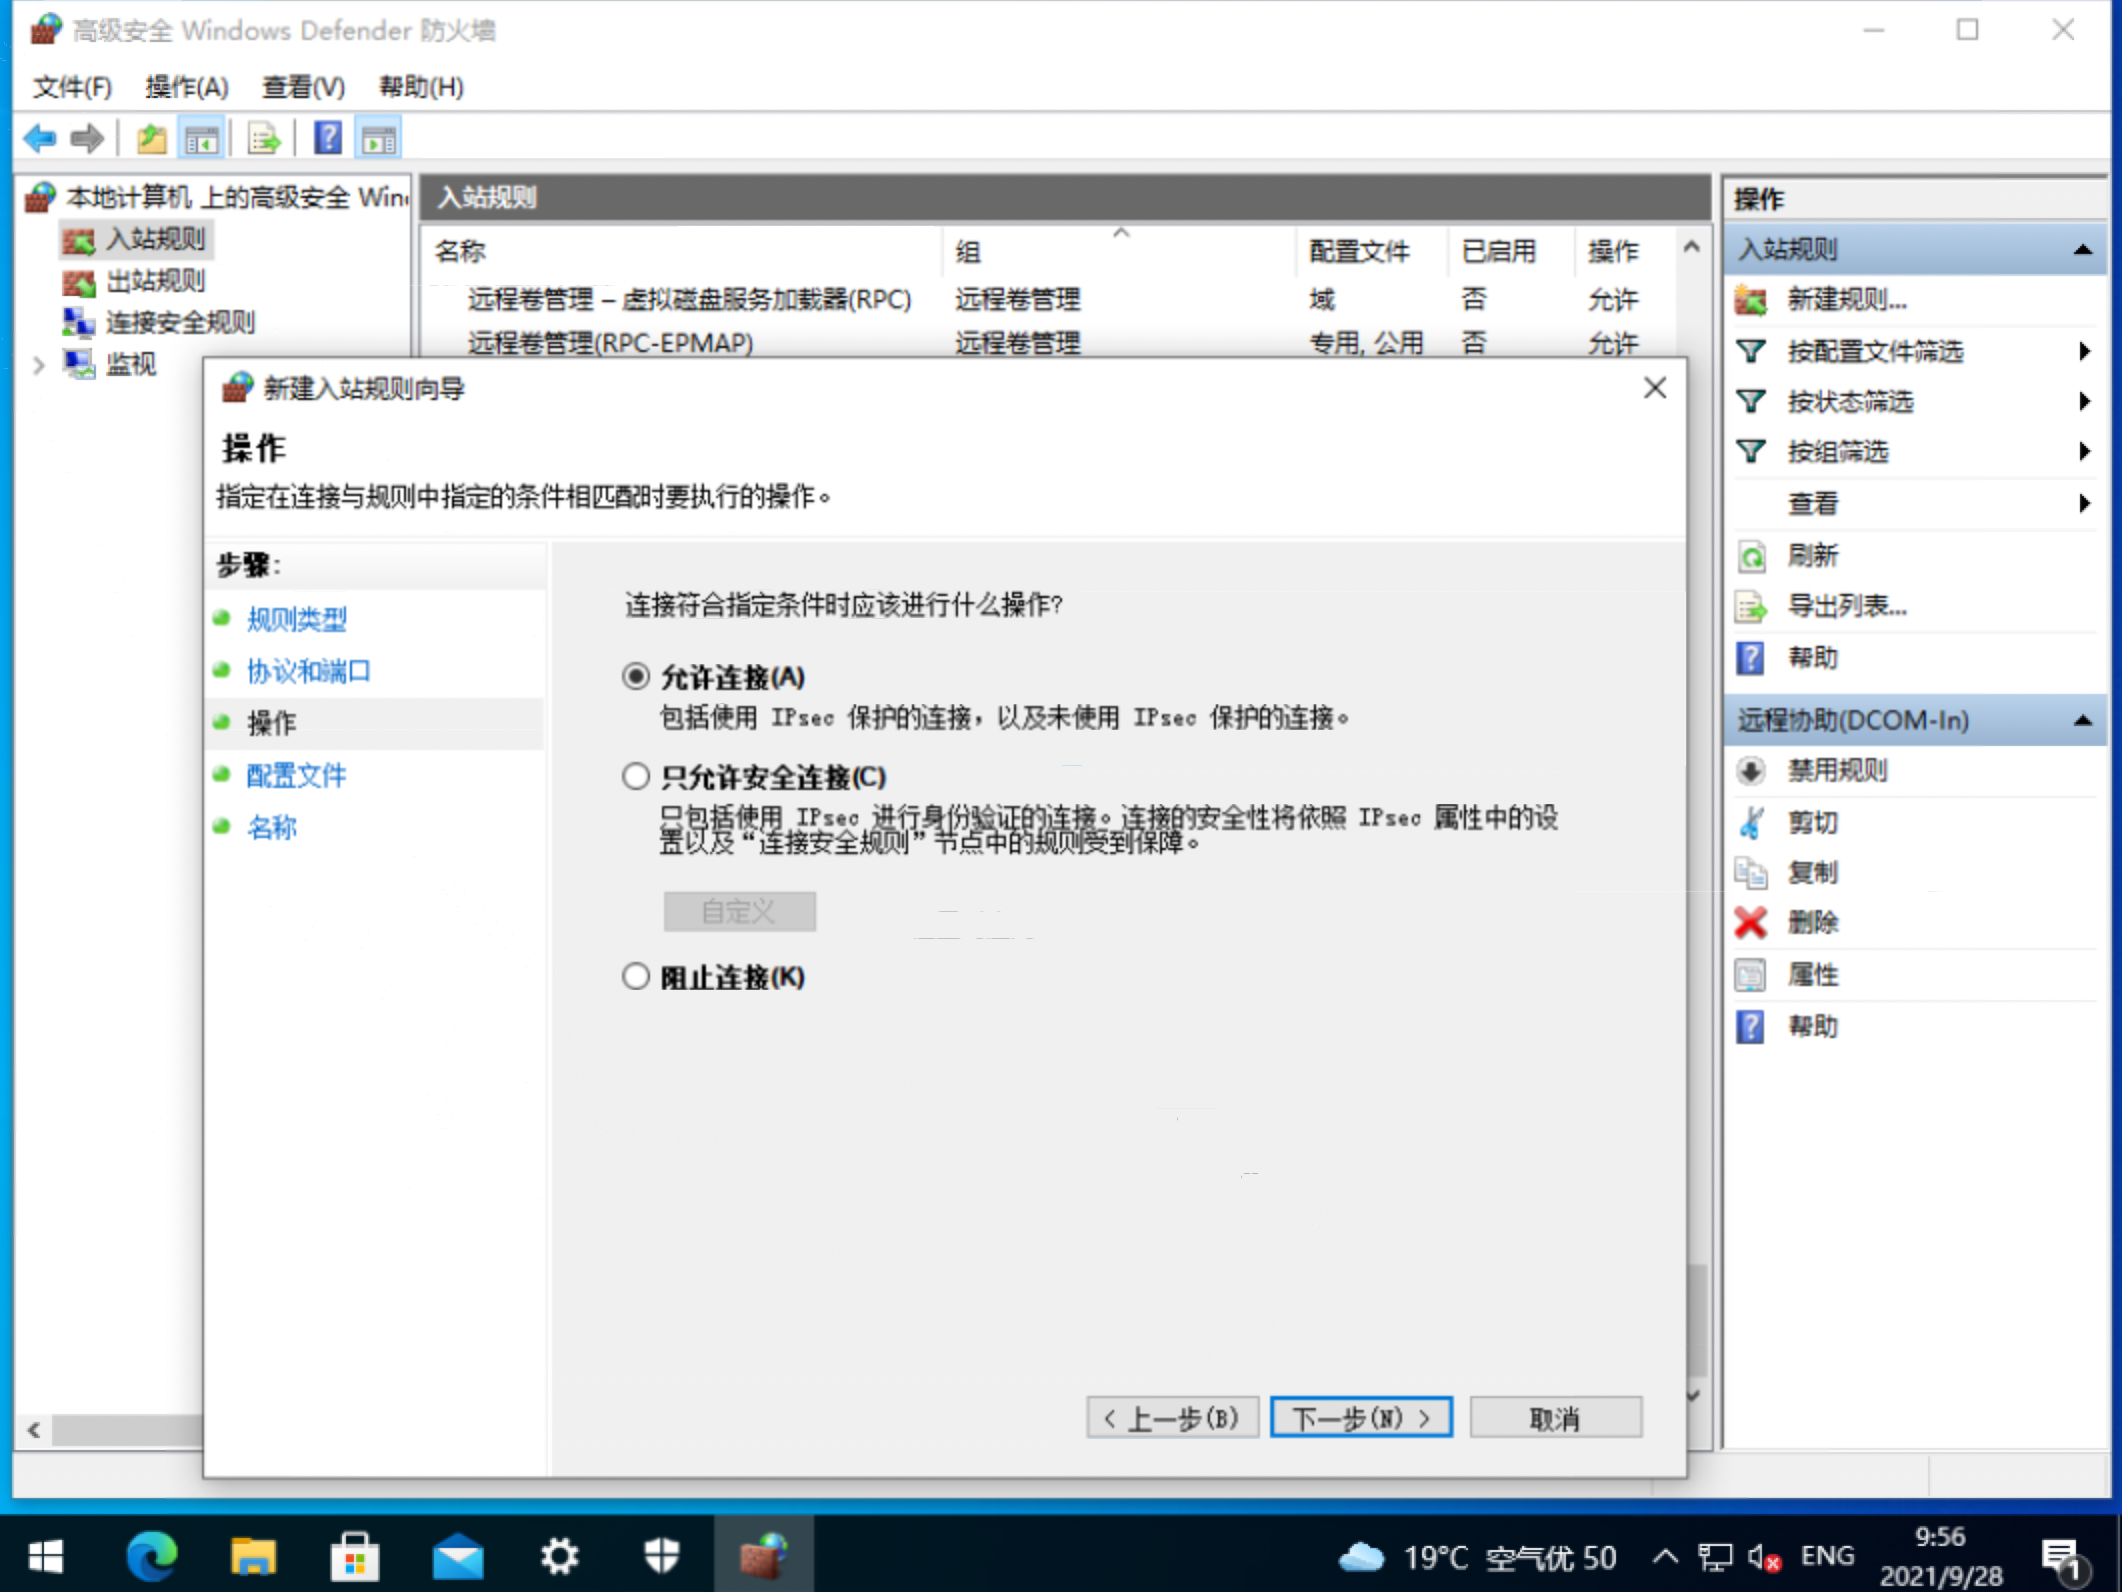 高级安全 Windows Defender 防火墙
文件(F) 操作(A) 查看(V) 帮助(H)
本地计算机 上的高级安全 Wind
入站规则
出站规则
连接安全规则
监视
入站规则
名称 组 配置文件 已启用 操作
远程卷管理 – 虚拟磁盘服务加载器(RPC) 远程卷管理 域 否 允许
远程卷管理(RPC-EPMAP) 远程卷管理 专用, 公用 否 允许
新建入站规则向导
操作
指定在连接与规则中指定的条件相匹配时要执行的操作。
步骤:
规则类型
协议和端口
操作
配置文件
名称
连接符合指定条件时应该进行什么操作?
允许连接(A)
包括使用 IPsec 保护的连接，以及未使用 IPsec 保护的连接。
只允许安全连接(C)
只包括使用 IPsec 进行身份验证的连接。连接的安全性将依照 IPsec 属性中的设
置以及“连接安全规则”节点中的规则受到保障。
自定义
阻止连接(K)
< 上一步(B) 下一步(N) > 取消
操作
入站规则
新建规则...
按配置文件筛选
按状态筛选
按组筛选
查看
刷新
导出列表...
帮助
远程协助(DCOM-In)
禁用规则
剪切
复制
删除
属性
帮助
19°C 空气优 50
ENG
9:56
2021/9/28
1